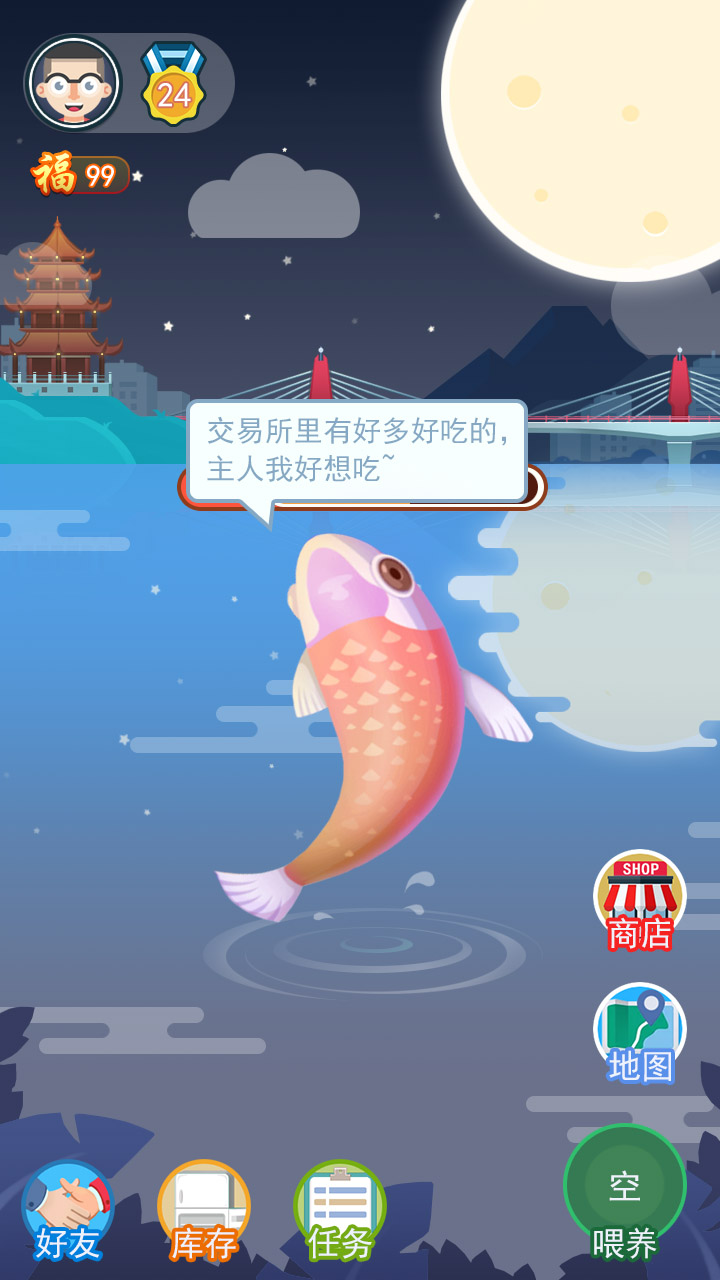 24
福 99
交易所里有好多好吃的,
主人我好想吃~
SHOP
商店
地图
空
好友
库存
任务
喂养